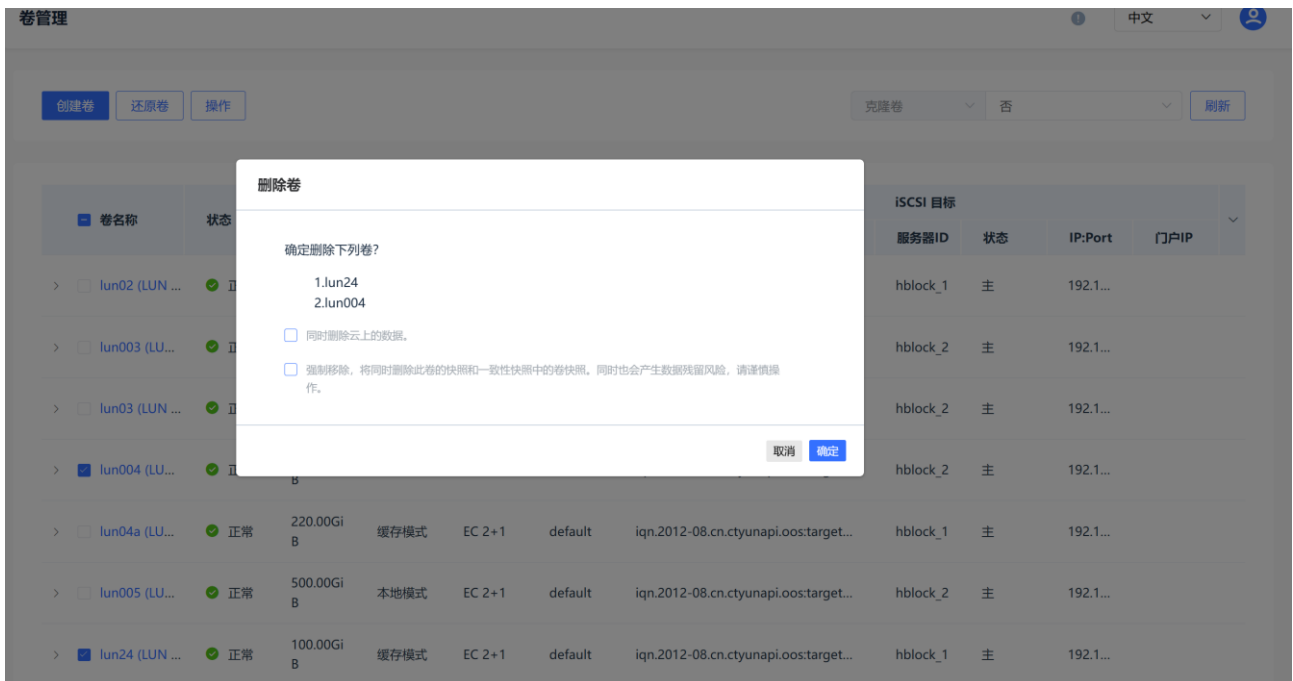 卷管理
中文
创建卷
还原卷
操作
克隆卷
否
刷新
删除卷
确定删除下列卷?
1.lun24
2.lun004
同时删除云上的数据。
强制移除，将同时删除此卷的快照和一致性快照中的卷快照。同时也会产生数据残留风险，请谨慎操
作。
取消
确定
卷名称
状态
iSCSI 目标
服务器ID
状态
IP:Port
门户IP
lun02 (LUN ...
hblock_1
主
192.1...
lun003 (LU...
hblock_2
主
192.1...
lun03 (LUN ...
hblock_2
主
192.1...
lun004 (LU...
B
hblock_2
主
192.1...
lun04a (LU...
正常
220.00Gi
B
缓存模式
EC 2+1
default
iqn.2012-08.cn.ctyunapi.oos:target...
hblock_1
主
192.1...
lun005 (LU...
正常
500.00Gi
B
本地模式
EC 2+1
default
iqn.2012-08.cn.ctyunapi.oos:target...
hblock_2
主
192.1...
lun24 (LUN ...
正常
100.00Gi
B
缓存模式
EC 2+1
default
iqn.2012-08.cn.ctyunapi.oos:target...
hblock_1
主
192.1...